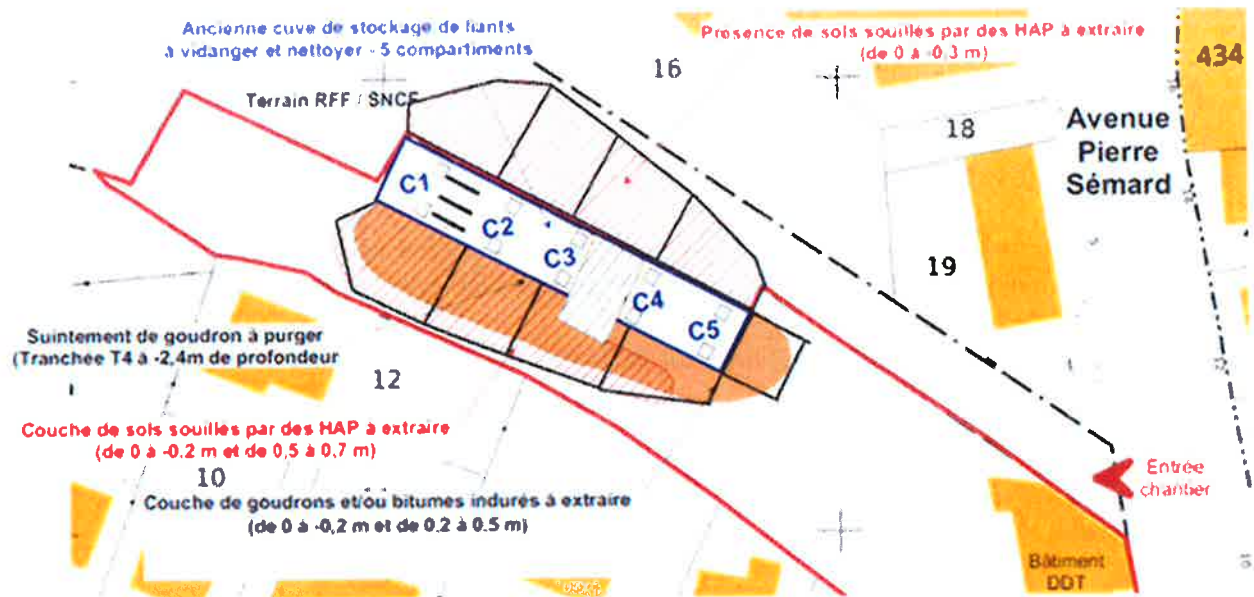 Ancienne cuve de stockage de liants
à vidanger et nettoyer - 5 compartiments
Presence de sols souillés par des HAP à extraire
(de 0 à -0.3 m)
16
434
Terrain RFF / SNCF
18
Avenue
Pierre
Sémard
C1
C2
C3
C4
C5
19
Suintement de goudron à purger
(Tranchee T4 à -2,4m de profondeur
12
Couche de sols souillés par des HAP à extraire
(de 0 à -0.2 m et de 0,5 à 0,7 m)
10
Couche de goudrons et/ou bitumes indurés à extraire
(de 0 à -0,2 m et de 0.2 à 0.5 m)
Entrée
chantier
Bâtiment
DDT